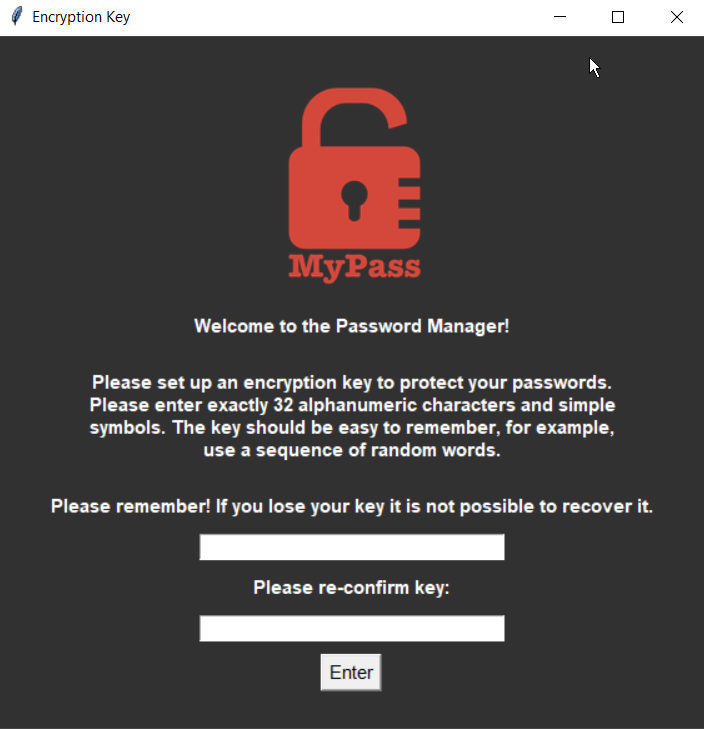 Encryption Key
MyPass
Welcome to the Password Manager!
Please set up an encryption key to protect your passwords.
Please enter exactly 32 alphanumeric characters and simple
symbols. The key should be easy to remember, for example,
use a sequence of random words.
Please remember! If you lose your key it is not possible to recover it.
Please re-confirm key:
Enter